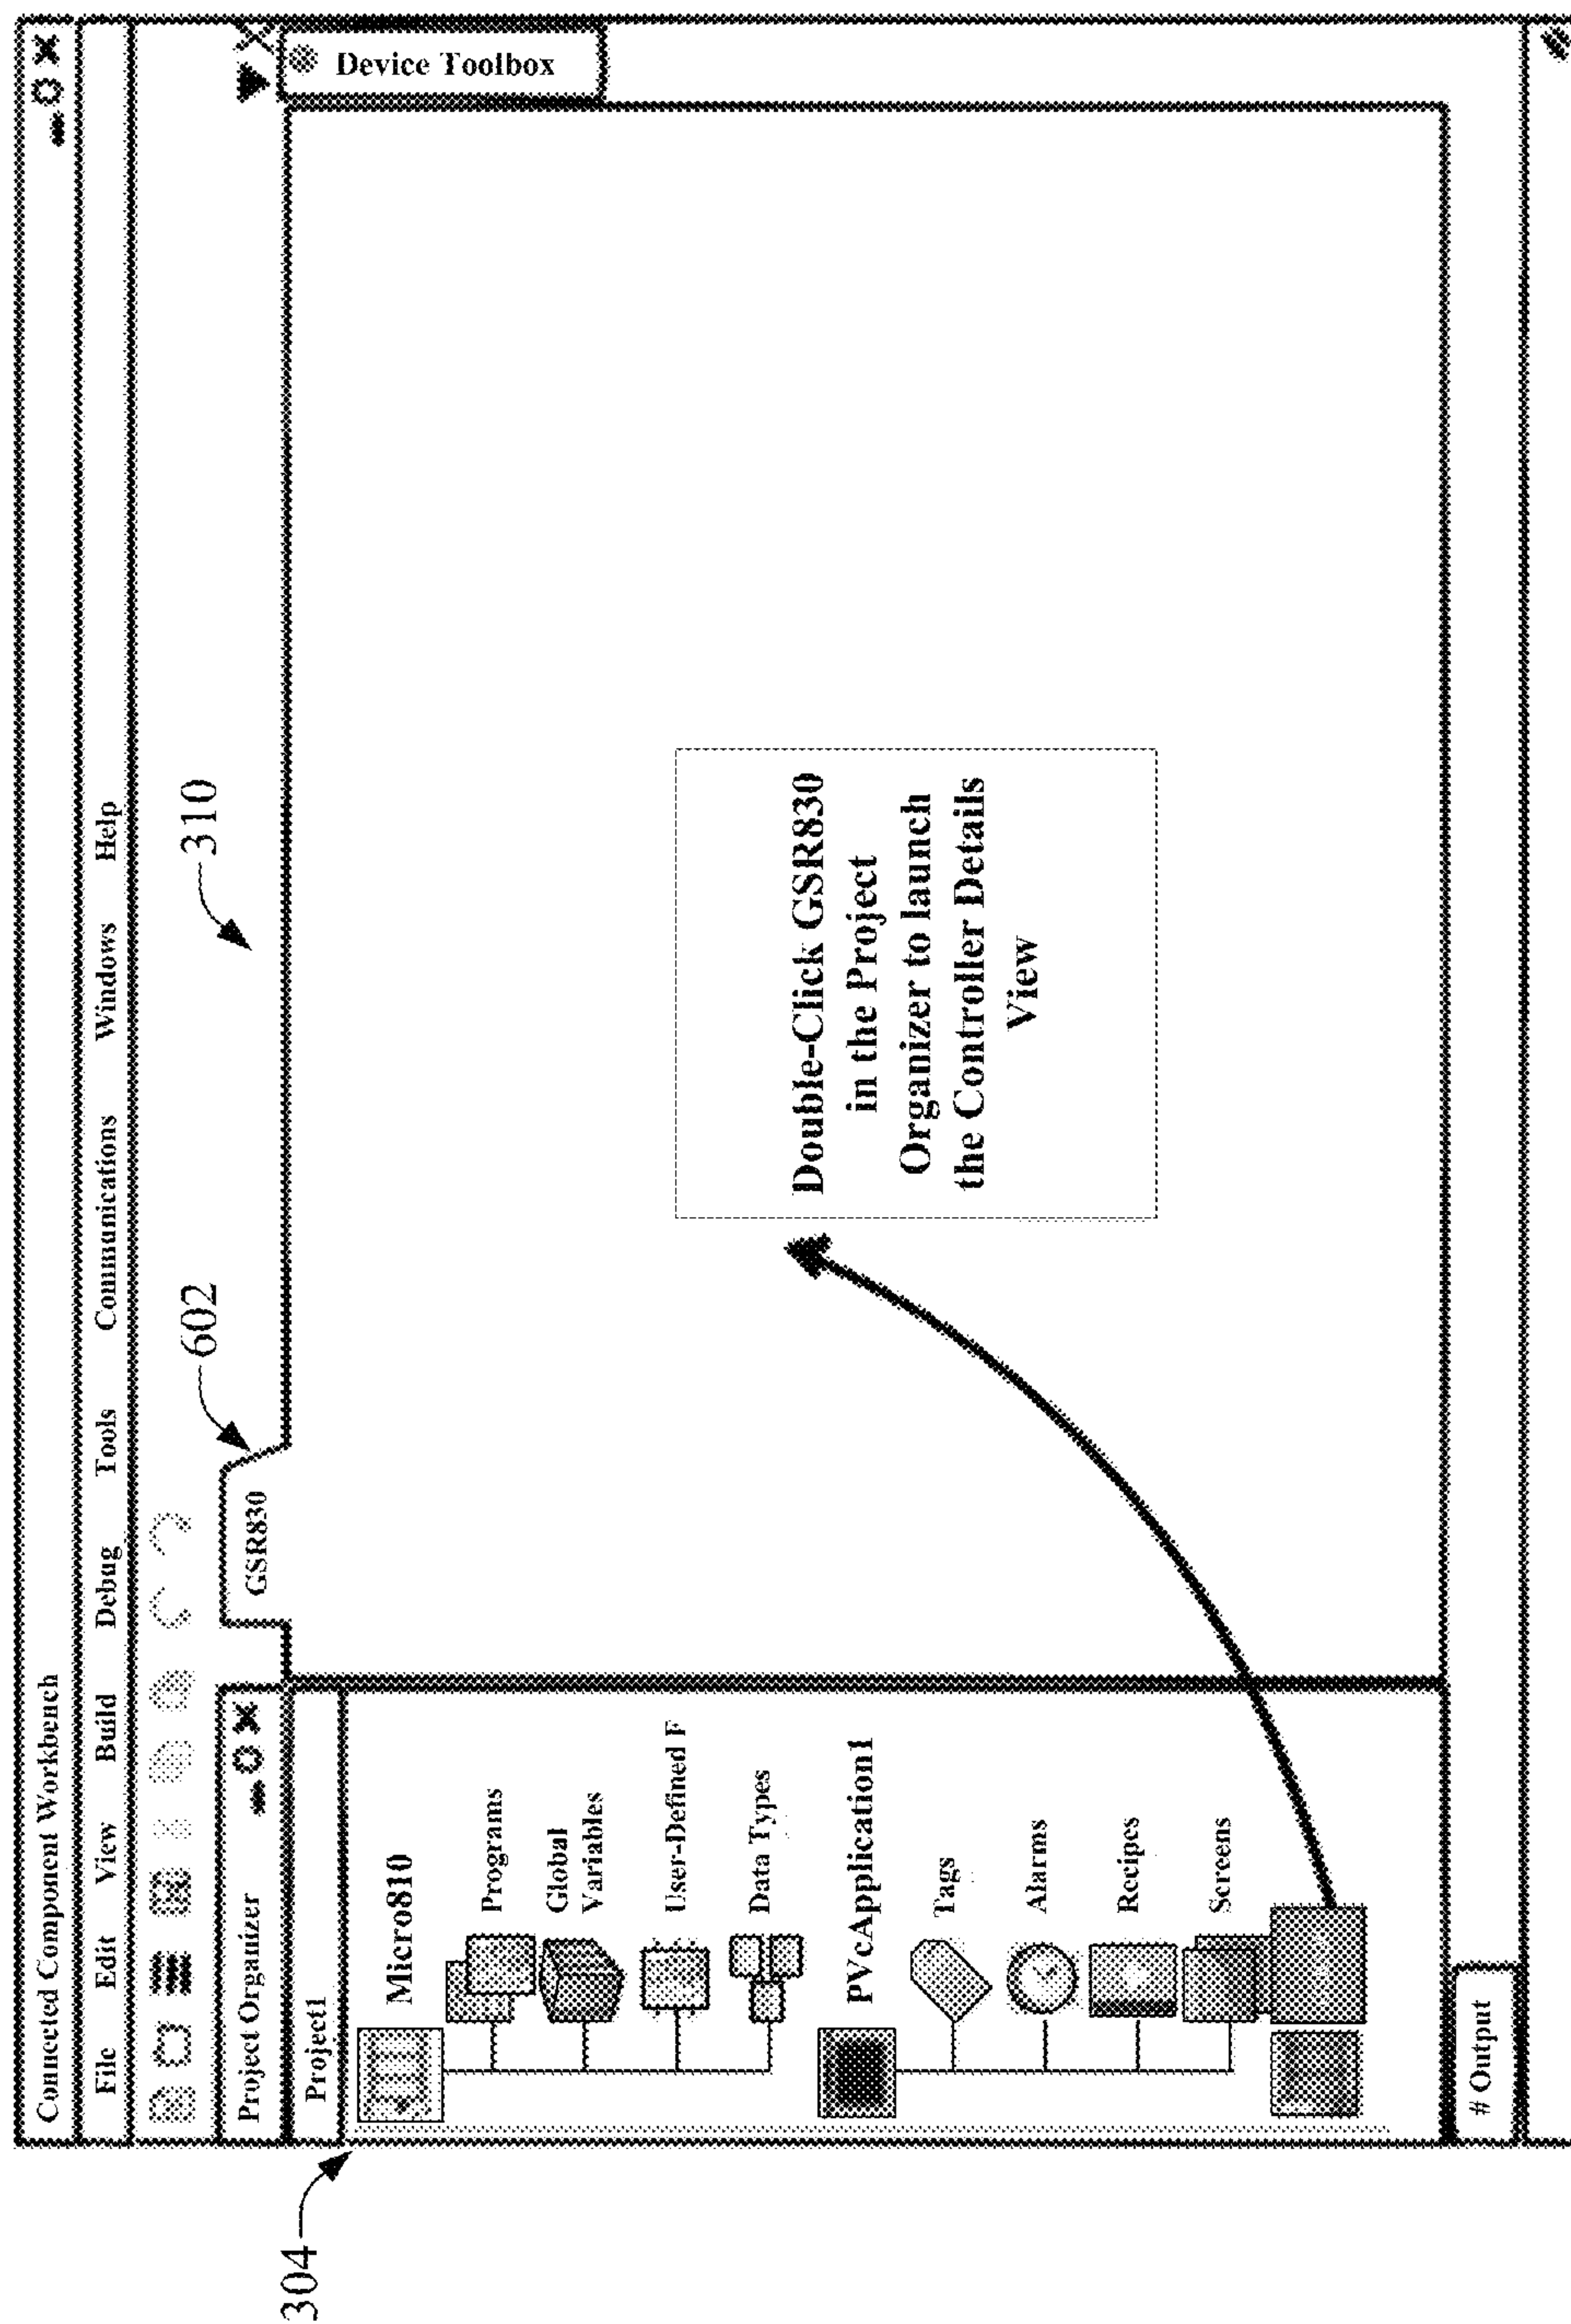 Connected Component Workbench
File Edit View Build Debug Tools Communications Windows Help
310
602
Project Organizer
GSR830
Device Toolbox
304
Project1
Micro810
Programs
Global
Variables
User-Defined F
Data Types
PVcApplication1
Tags
Alarms
Recipes
Screens
Double-Click GSR830
in the Project
Organizer to launch
the Controller Details
View
# Output